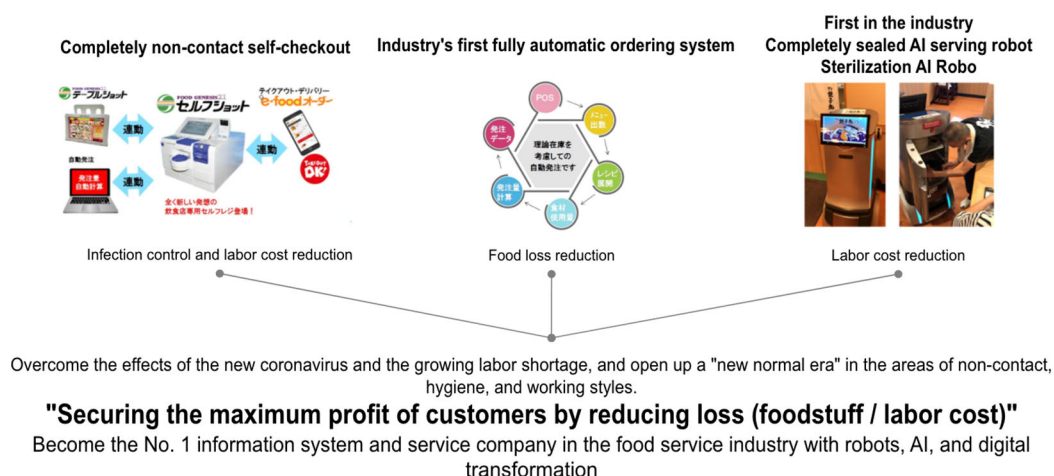 Completely non-contact self-checkout
Industry's first fully automatic ordering system
First in the industry
Completely sealed AI serving robot
Sterilization AI Robo
FOOD GENESIS
テーブルショット
FOOD GENESIS
セルフショット
テイクアウト・デリバリー
e-foodオーダー
連動
連動
連動
自動発注
発注量
自動計算
TAKE OUT
OK!
全く新しい発想の
飲食店専用セルフレジ登場!
POS
メニュー
出数
レシピ
展開
食材
使用量
発注量
計算
発注
データ
理論在庫を
考慮しての
自動発注です
Infection control and labor cost reduction
Food loss reduction
Labor cost reduction
Overcome the effects of the new coronavirus and the growing labor shortage, and open up a "new normal era" in the areas of non-contact,
hygiene, and working styles.
"Securing the maximum profit of customers by reducing loss (foodstuff / labor cost)"
Become the No. 1 information system and service company in the food service industry with robots, AI, and digital
transformation